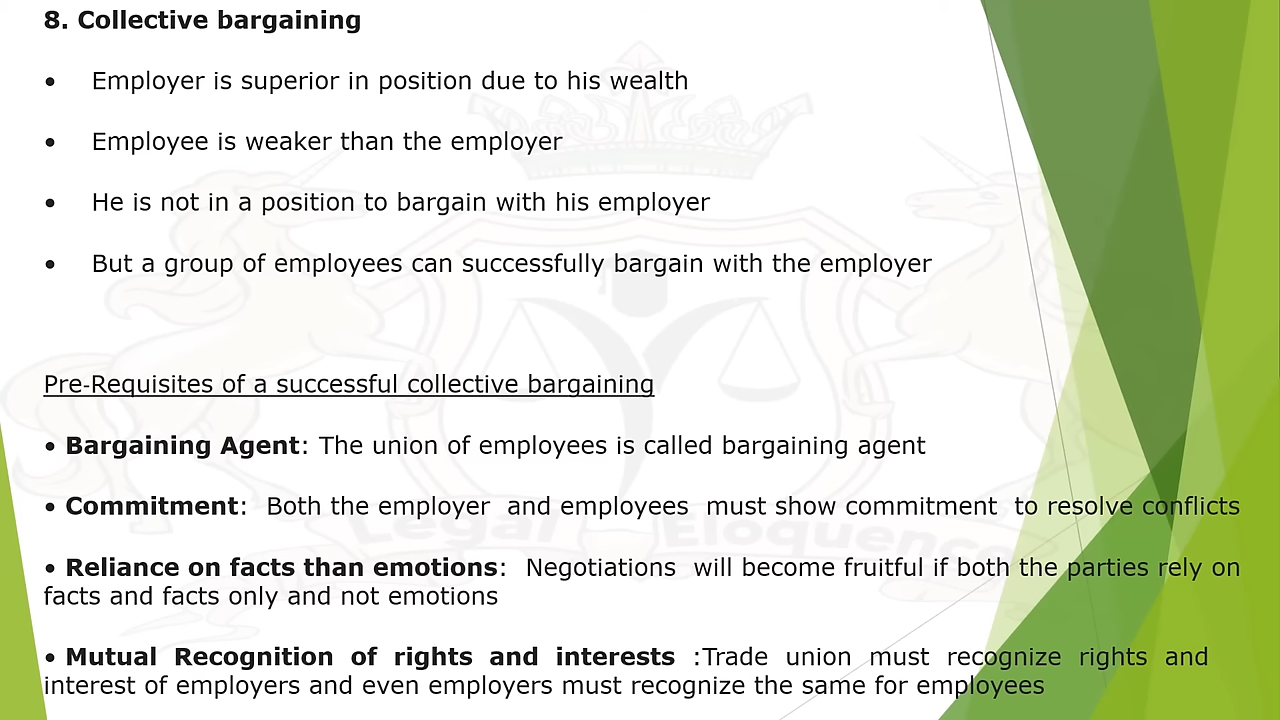 8. Collective bargaining
• Employer is superior in position due to his wealth
• Employee is weaker than the employer
• He is not in a position to bargain with his employer
• But a group of employees can successfully bargain with the employer
Pre-Requisites of a successful collective bargaining
• Bargaining Agent: The union of employees is called bargaining agent
• Commitment: Both the employer and employees must show commitment to resolve conflicts
• Reliance on facts than emotions: Negotiations will become fruitful if both the parties rely on
facts and facts only and not emotions
• Mutual Recognition of rights and interests :Trade union must recognize rights and
interest of employers and even employers must recognize the same for employees
Legal Eloquence